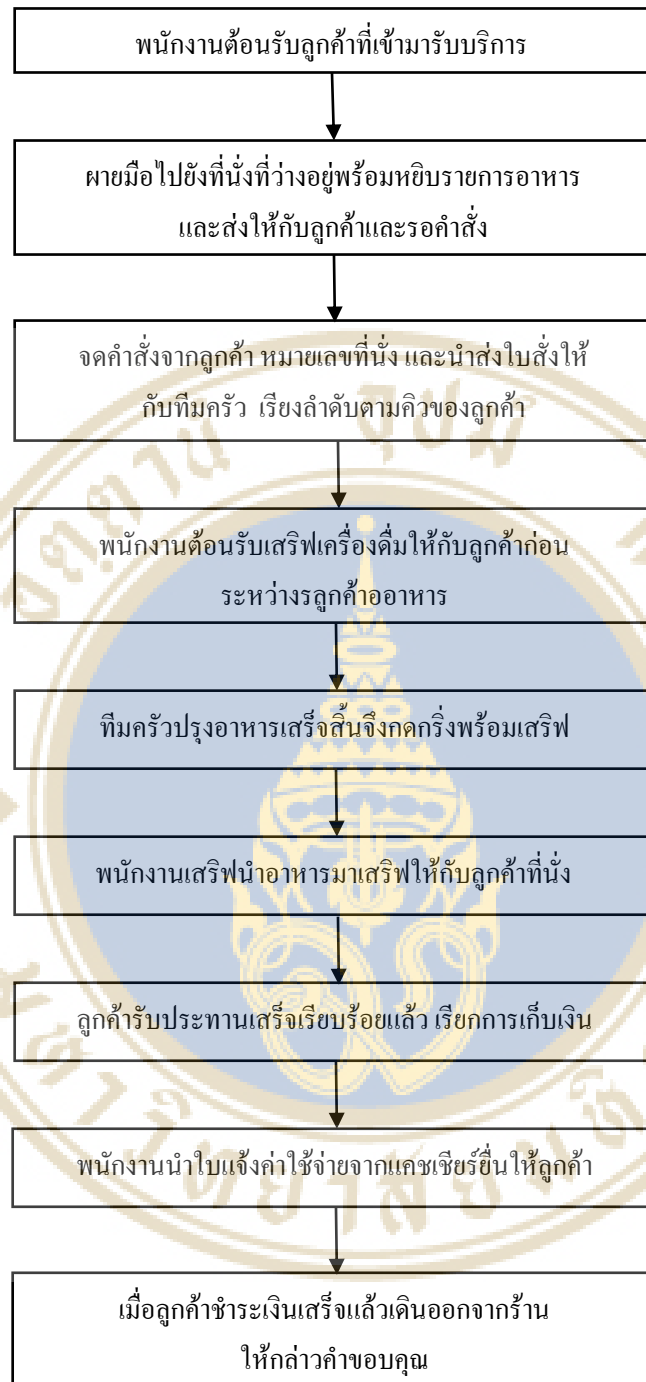 พนักงานต้อนรับลูกค้าที่เข้ามารับบริการ
ผายมือไปยังที่นั่งที่ว่างอยู่พร้อมหยิบรายการอาหาร
และส่งให้กับลูกค้าและรอคำสั่ง
จดคำสั่งจากลูกค้า หมายเลขที่นั่ง และนำส่งใบสั่งให้
กับทีมครัว เรียงลำดับตามคิวของลูกค้า
พนักงานต้อนรับเสริฟเครื่องดื่มให้กับลูกค้าก่อน
ระหว่างรลูกค้าออาหาร
ทีมครัวปรุงอาหารเสร็จสิ้นจึงกดกริ่งพร้อมเสริฟ
พนักงานเสริฟนำอาหารมาเสริฟให้กับลูกค้าที่นั่ง
ลูกค้ารับประทานเสร็จเรียบร้อยแล้ว เรียกการเก็บเงิน
พนักงานนำใบแจ้งค่าใช้จ่ายจากแคชเชียร์ยื่นให้ลูกค้า
เมื่อลูกค้าชำระเงินเสร็จแล้วเดินออกจากร้าน
ให้กล่าวคำขอบคุณ